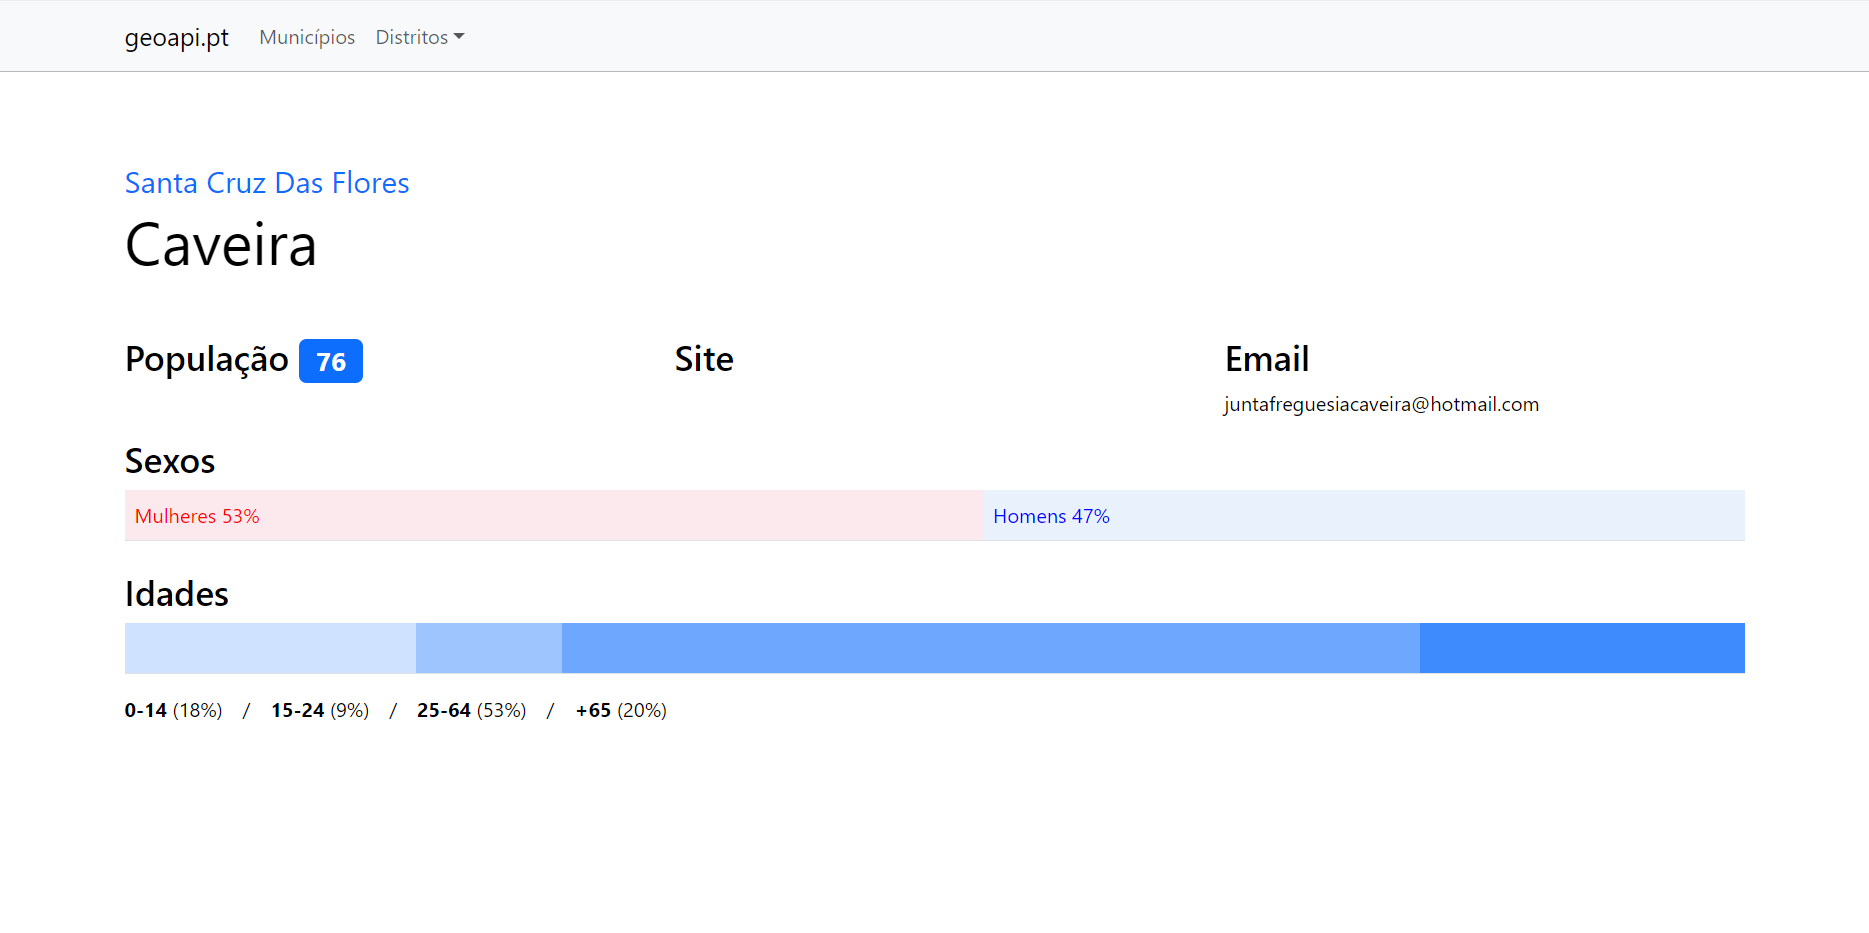 geoapi.pt Municípios Distritos
Santa Cruz Das Flores
Caveira
População 76 Site Email
juntafreguesiacaveira@hotmail.com
Sexos
Mulheres 53% Homens 47%
Idades
0-14 (18%) / 15-24 (9%) / 25-64 (53%) / +65 (20%)